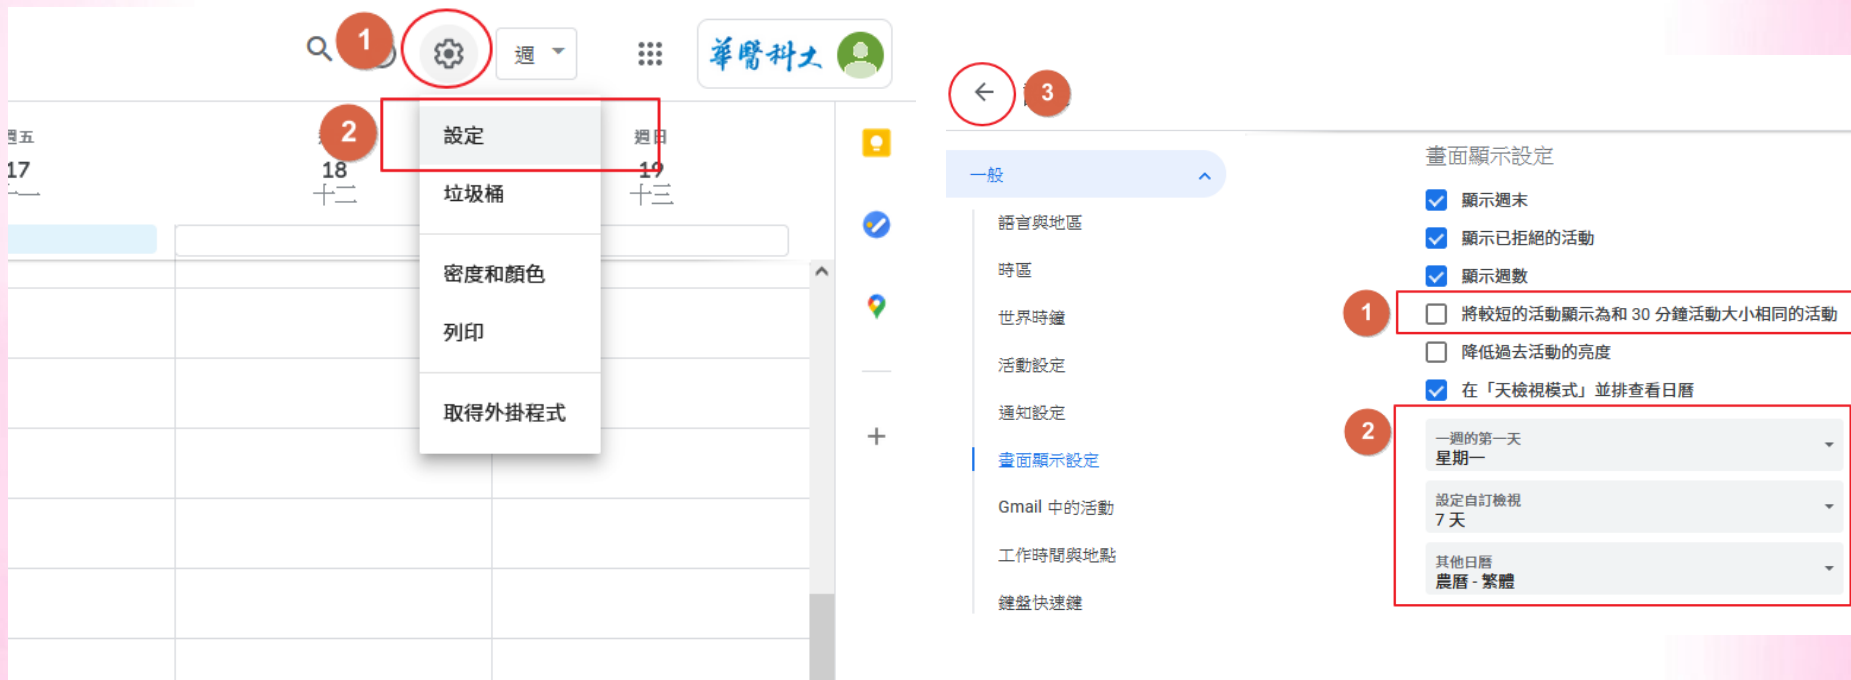 1
週
華醫科大
2
設定
週五
週日
17
18
19
十二
十三
垃圾桶
密度和顏色
列印
取得外掛程式
3
一般
語言與地區
時區
世界時鐘
活動設定
通知設定
畫面顯示設定
Gmail 中的活動
工作時間與地點
鍵盤快速鍵
畫面顯示設定
顯示週末
顯示已拒絕的活動
顯示週數
1
將較短的活動顯示為和 30 分鐘活動大小相同的活動
降低過去活動的亮度
在「天檢視模式」並排查看日曆
2
一週的第一天
星期一
設定自訂檢視
7 天
其他日曆
農曆 - 繁體